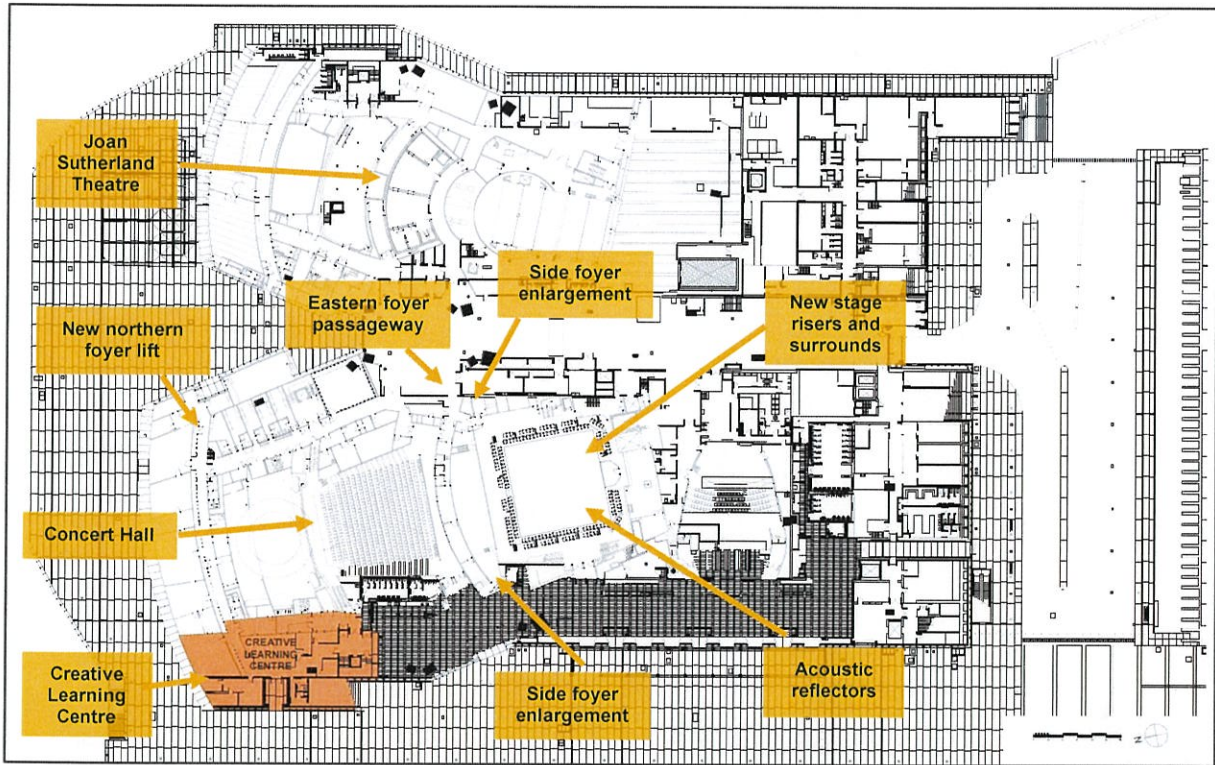 Joan
Sutherland
Theatre
Side foyer
enlargement
Eastern foyer
passageway
New stage
risers and
surrounds
New northern
foyer lift
Concert Hall
CREATIVE
LEARNING
CENTRE
Creative
Learning
Centre
Side foyer
enlargement
Acoustic
reflectors
N